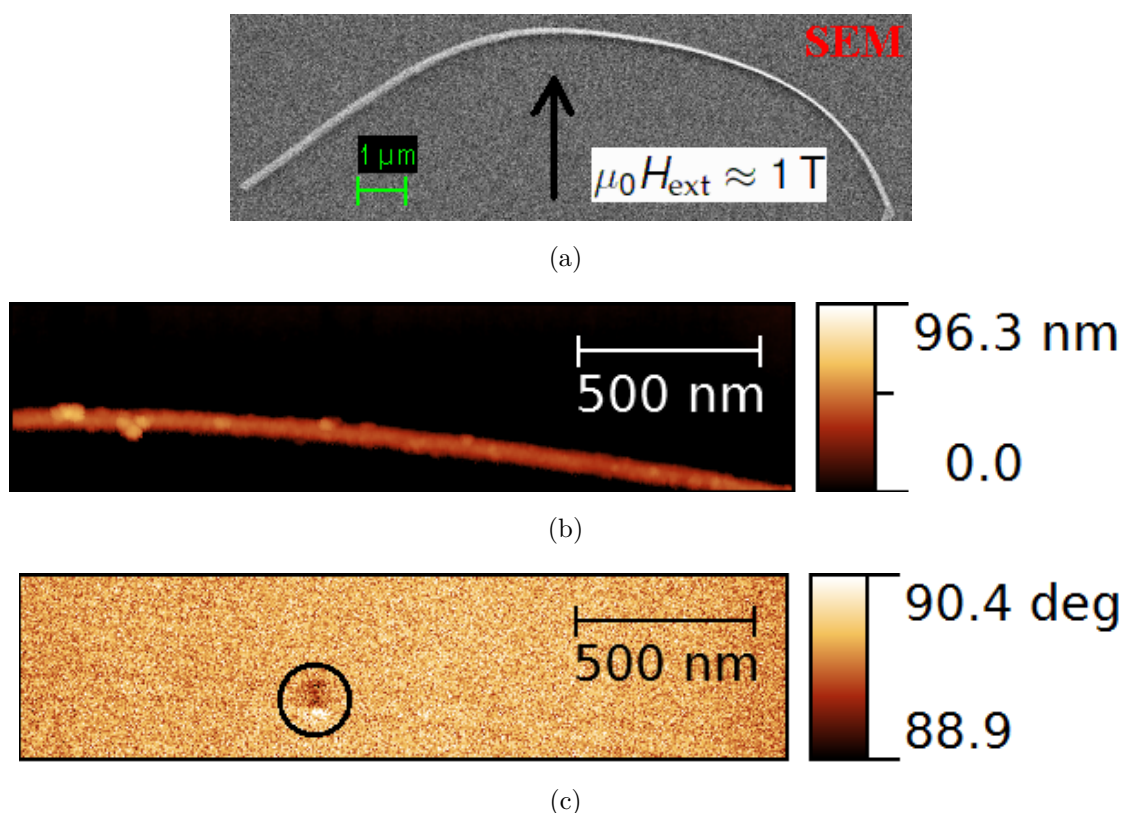 SEM
1 µm
μ₀Hₑₓₜ ≈ 1 T
(a)
96.3 nm
500 nm
0.0
(b)
90.4 deg
500 nm
88.9
(c)